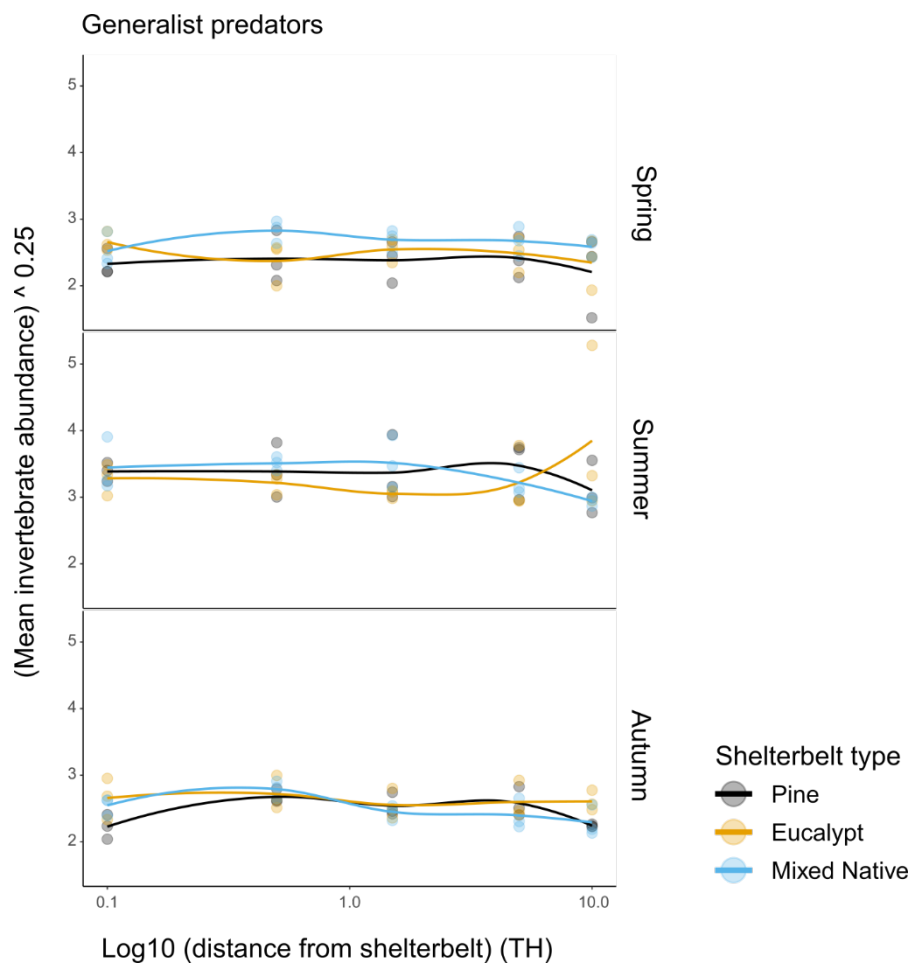 Generalist predators
(Mean invertebrate abundance) ^ 0.25
5
4
3
2
Spring
5
4
3
2
Summer
5
4
3
2
Autumn
0.1 1.0 10.0
Log10 (distance from shelterbelt) (TH)
Shelterbelt type
Pine
Eucalypt
Mixed Native